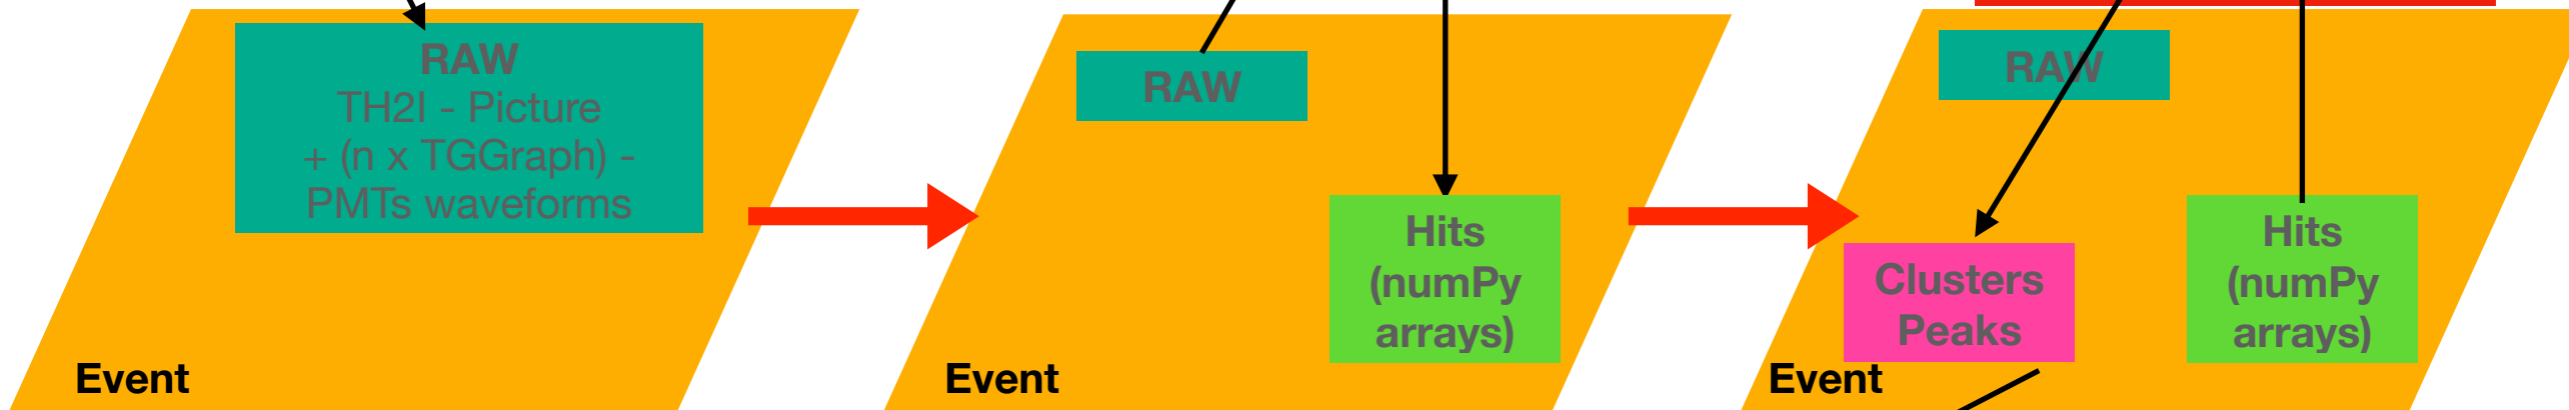 RAW
TH2I - Picture
+ (n x TGGraph) -
PMTs waveforms
Event
RAW
Hits
(numPy
arrays)
Event
RAW
Clusters
Peaks
Hits
(numPy
arrays)
Event